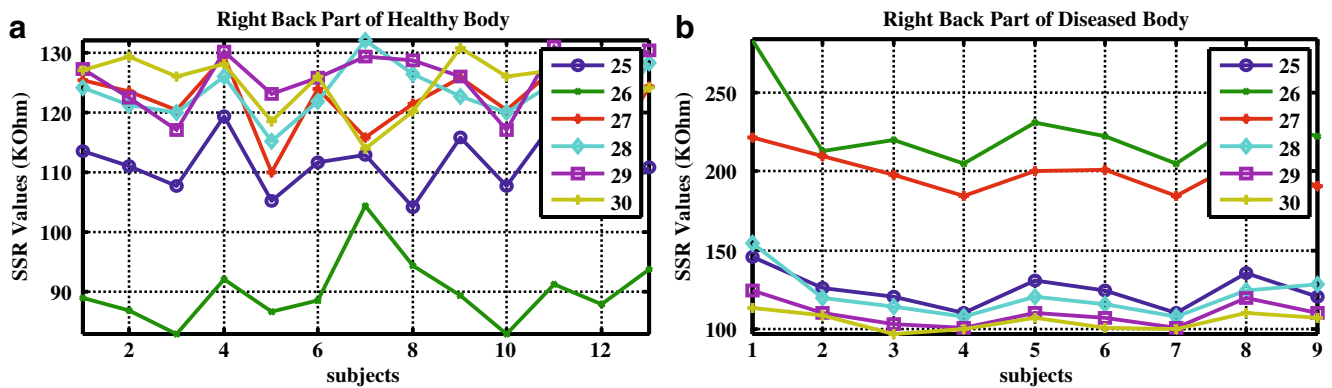 a
Right Back Part of Healthy Body
SSR Values (KOhm)
130
120
110
100
90
2 4 6 8 10 12
subjects
25
26
27
28
29
30
b
Right Back Part of Diseased Body
SSR Values (KOhm)
250
200
150
100
1 2 3 4 5 6 7 8 9
subjects
25
26
27
28
29
30